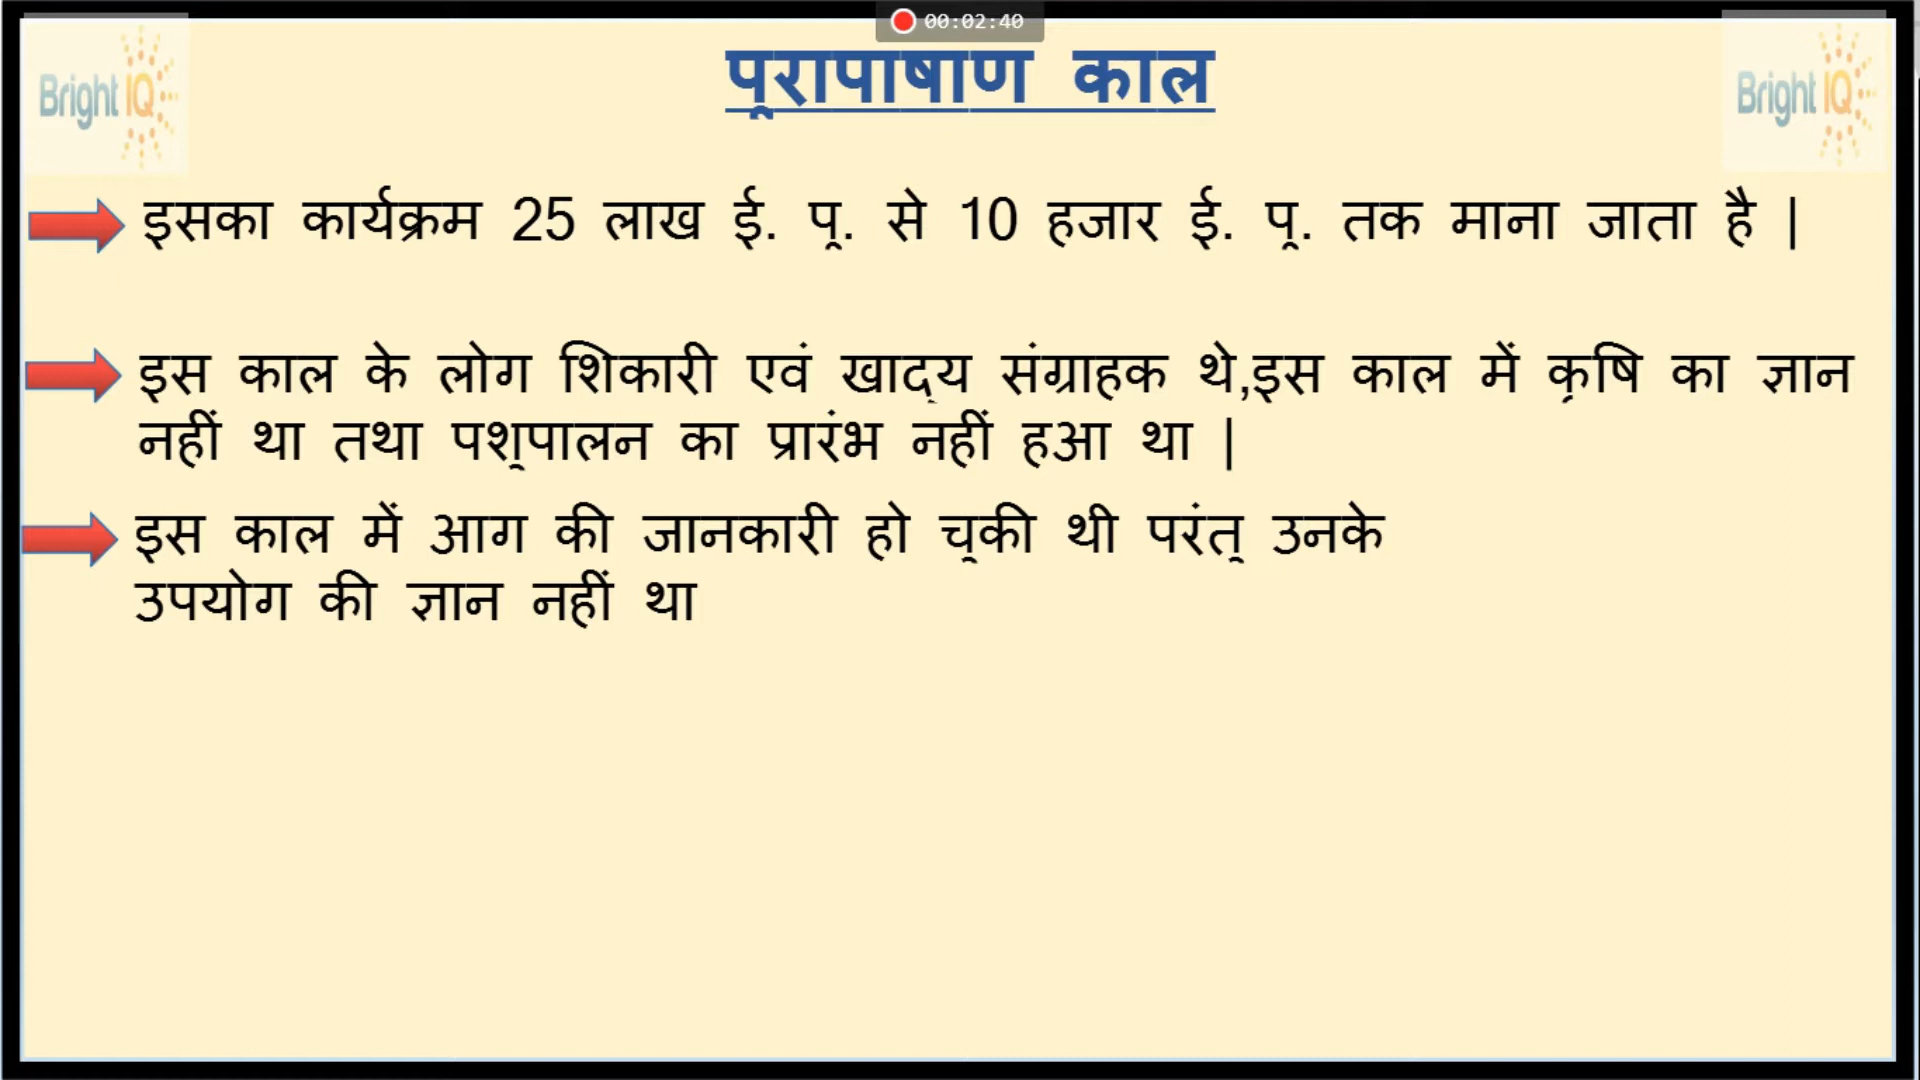 00:02:40
Bright IQ
पूरापाषाण काल
Bright IQ
इसका कार्यक्रम 25 लाख ई. पू. से 10 हजार ई. पू. तक माना जाता है |
इस काल के लोग शिकारी एवं खाद्य संग्राहक थे,इस काल में कृषि का ज्ञान
नहीं था तथा पशुपालन का प्रारंभ नहीं हआ था |
इस काल में आग की जानकारी हो चुकी थी परंतु उनके
उपयोग की ज्ञान नहीं था